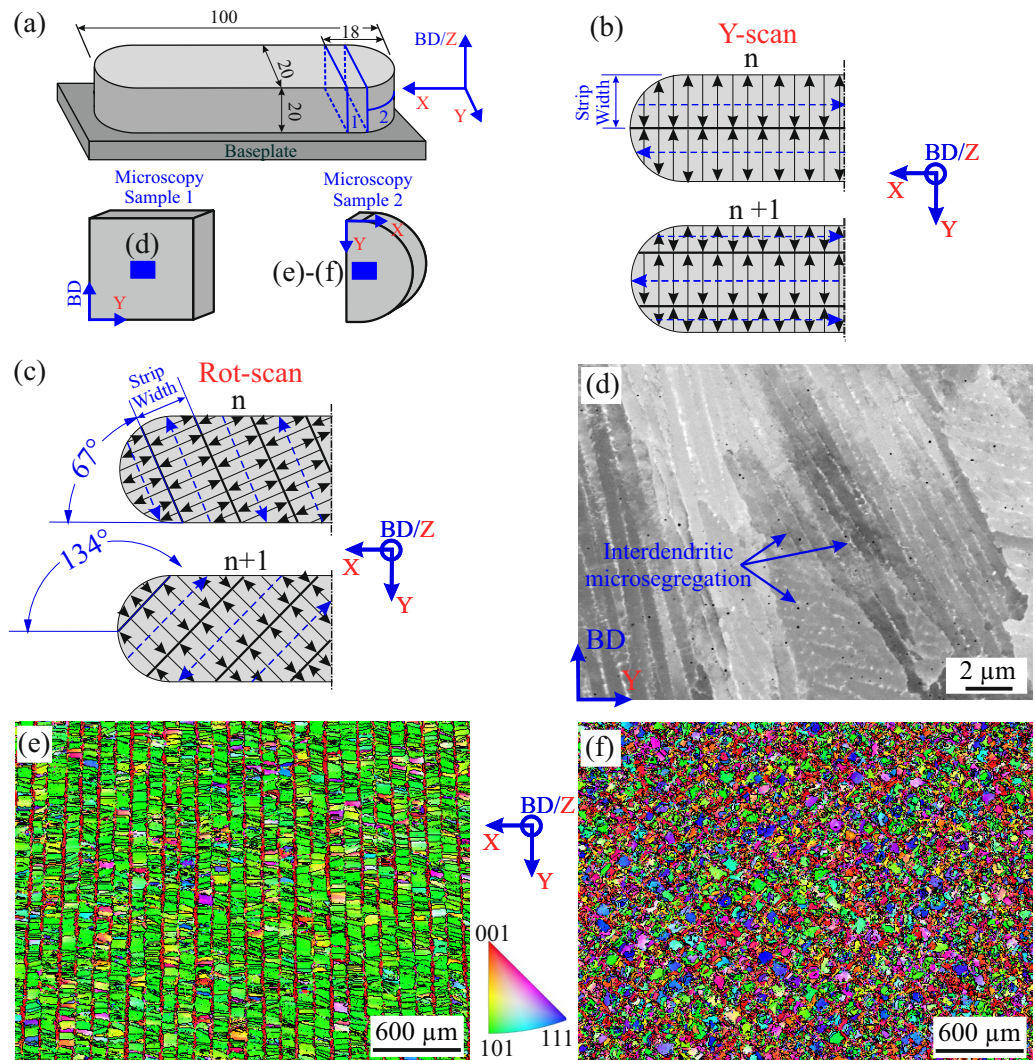 (a)
100
18
20
20
1
2
Baseplate
BD/Z
X
Y
Microscopy
Sample 1
(d)
BD
Y
Microscopy
Sample 2
X
Y
(e)-(f)
(b)
Y-scan
n
Strip
Width
n +1
BD/Z
X
Y
(c)
Rot-scan
Strip
Width
n
67°
134°
n+1
BD/Z
X
Y
(d)
Interdendritic
microsegregation
BD
Y
2 µm
(e)
600 µm
BD/Z
X
Y
001
101
111
(f)
600 µm